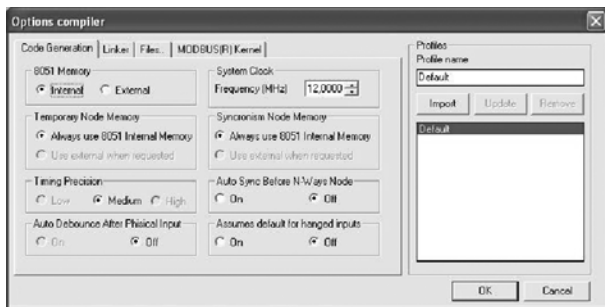 Options compiler
Code Generation Linker Files.. MODBUS(R) Kernel
8051 Memory
Internal External
System Clock
Frequency (MHz) 12,0000
Temporary Node Memory
Always use 8051 Internal Memory
Use external when requested
Syncronism Node Memory
Always use 8051 Internal Memory
Use external when requested
Timing Precision
Low Medium High
Auto Sync Before N-Ways Node
On Off
Auto Debounce After Phisical Input
On Off
Assumes default for hanged inputs
On Off
Profiles
Profile name
Default
Import Update Remove
Default
OK Cancel